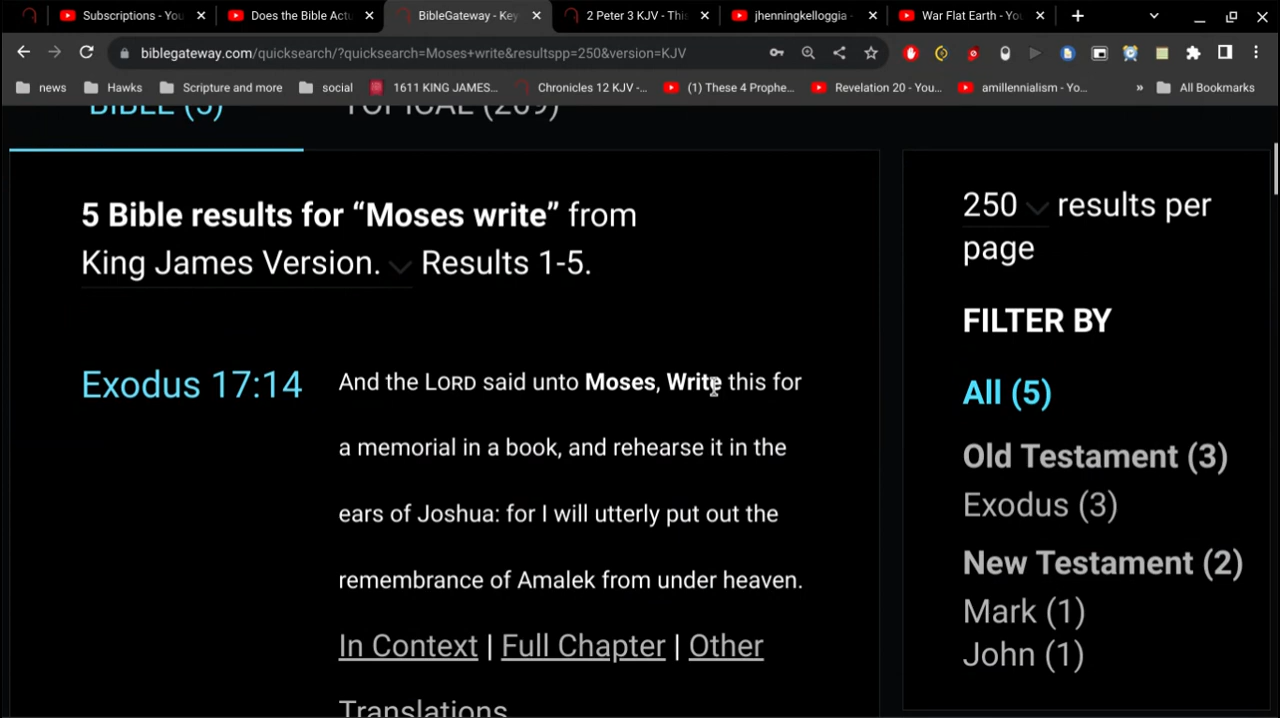 Subscriptions - You
Does the Bible Actu
BibleGateway - Key
2 Peter 3 KJV - This
jhenningkelloggia -
War Flat Earth - You
biblegateway.com/quicksearch/?quicksearch=Moses+write&resultspp=250&version=KJV
news
Hawks
Scripture and more
social
1611 KING JAMES...
Chronicles 12 KJV -...
(1) These 4 Prophe...
Revelation 20 - You...
amillennialism - Yo...
»
All Bookmarks
BIBLE (5)
TOPICAL (269)
5 Bible results for “Moses write” from
King James Version. Results 1-5.
Exodus 17:14
And the LORD said unto Moses, Write this for
a memorial in a book, and rehearse it in the
ears of Joshua: for I will utterly put out the
remembrance of Amalek from under heaven.
In Context | Full Chapter | Other
Translations
250 results per
page
FILTER BY
All (5)
Old Testament (3)
Exodus (3)
New Testament (2)
Mark (1)
John (1)